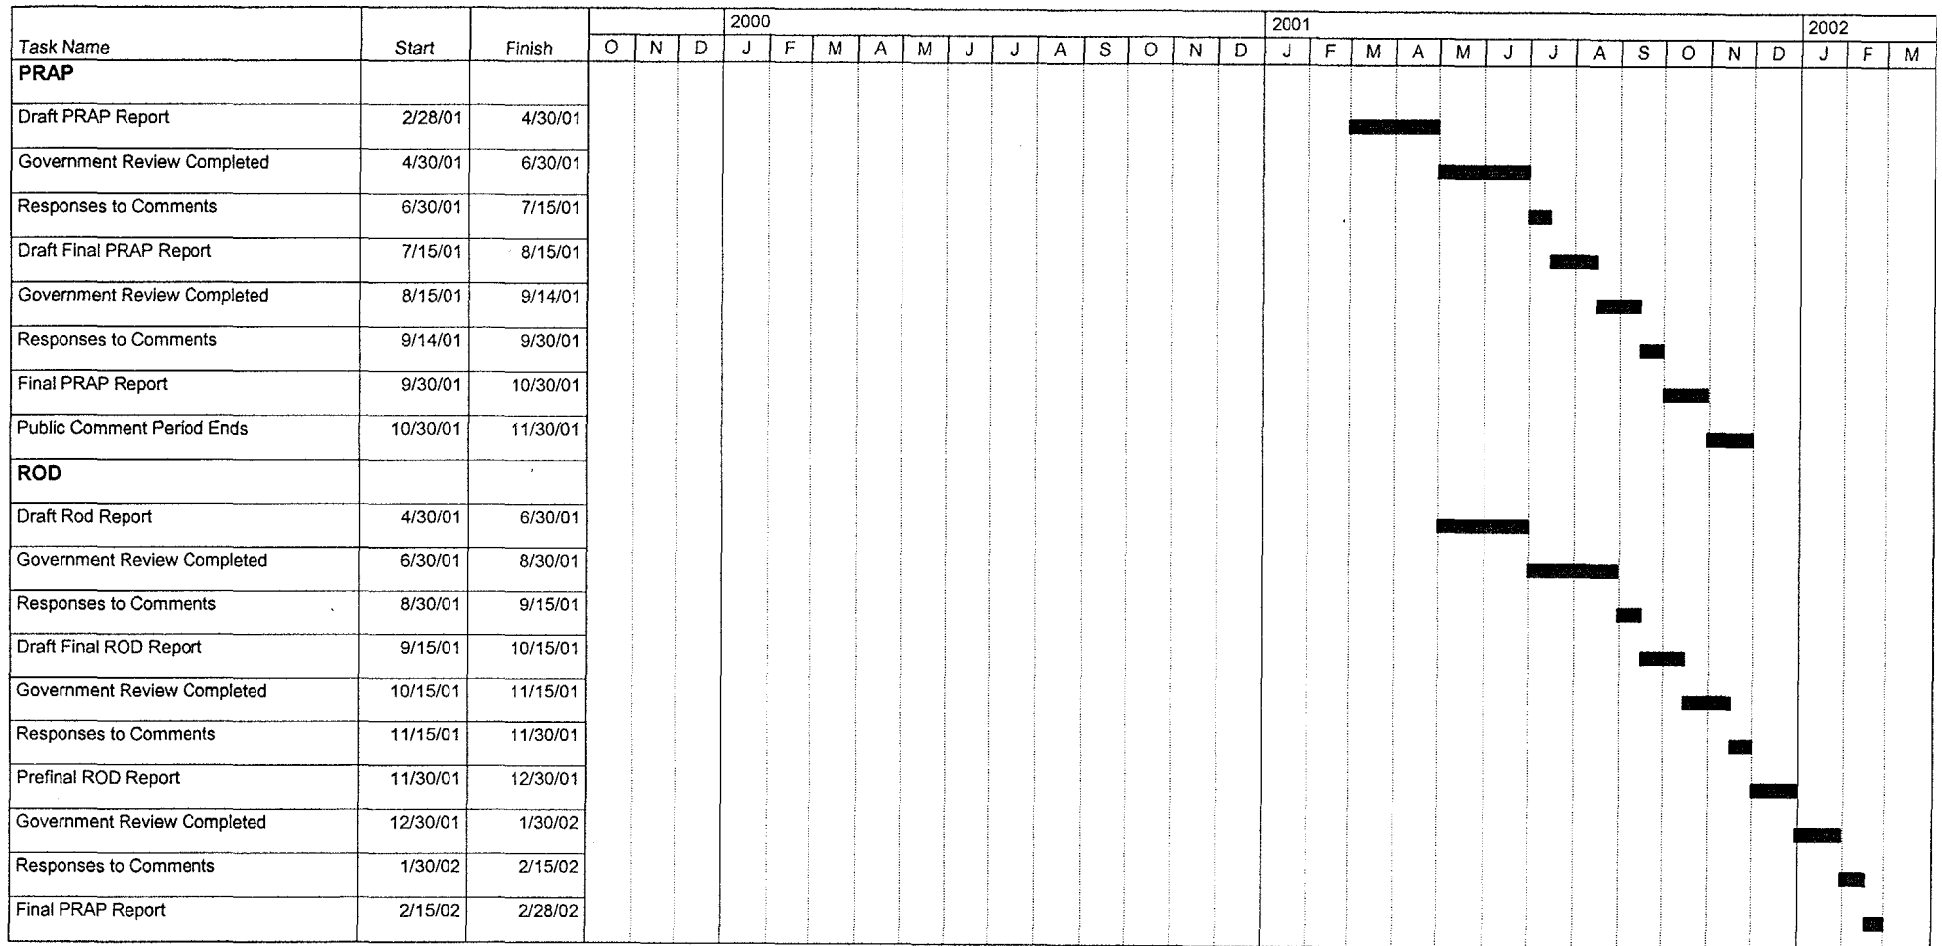 2000 2001 2002
Task Name Start Finish O N D J F M A M J J A S O N D J F M A M J J A S O N D J F M
PRAP
Draft PRAP Report 2/28/01 4/30/01
Government Review Completed 4/30/01 6/30/01
Responses to Comments 6/30/01 7/15/01
Draft Final PRAP Report 7/15/01 8/15/01
Government Review Completed 8/15/01 9/14/01
Responses to Comments 9/14/01 9/30/01
Final PRAP Report 9/30/01 10/30/01
Public Comment Period Ends 10/30/01 11/30/01
ROD
Draft Rod Report 4/30/01 6/30/01
Government Review Completed 6/30/01 8/30/01
Responses to Comments 8/30/01 9/15/01
Draft Final ROD Report 9/15/01 10/15/01
Government Review Completed 10/15/01 11/15/01
Responses to Comments 11/15/01 11/30/01
Prefinal ROD Report 11/30/01 12/30/01
Government Review Completed 12/30/01 1/30/02
Responses to Comments 1/30/02 2/15/02
Final PRAP Report 2/15/02 2/28/02